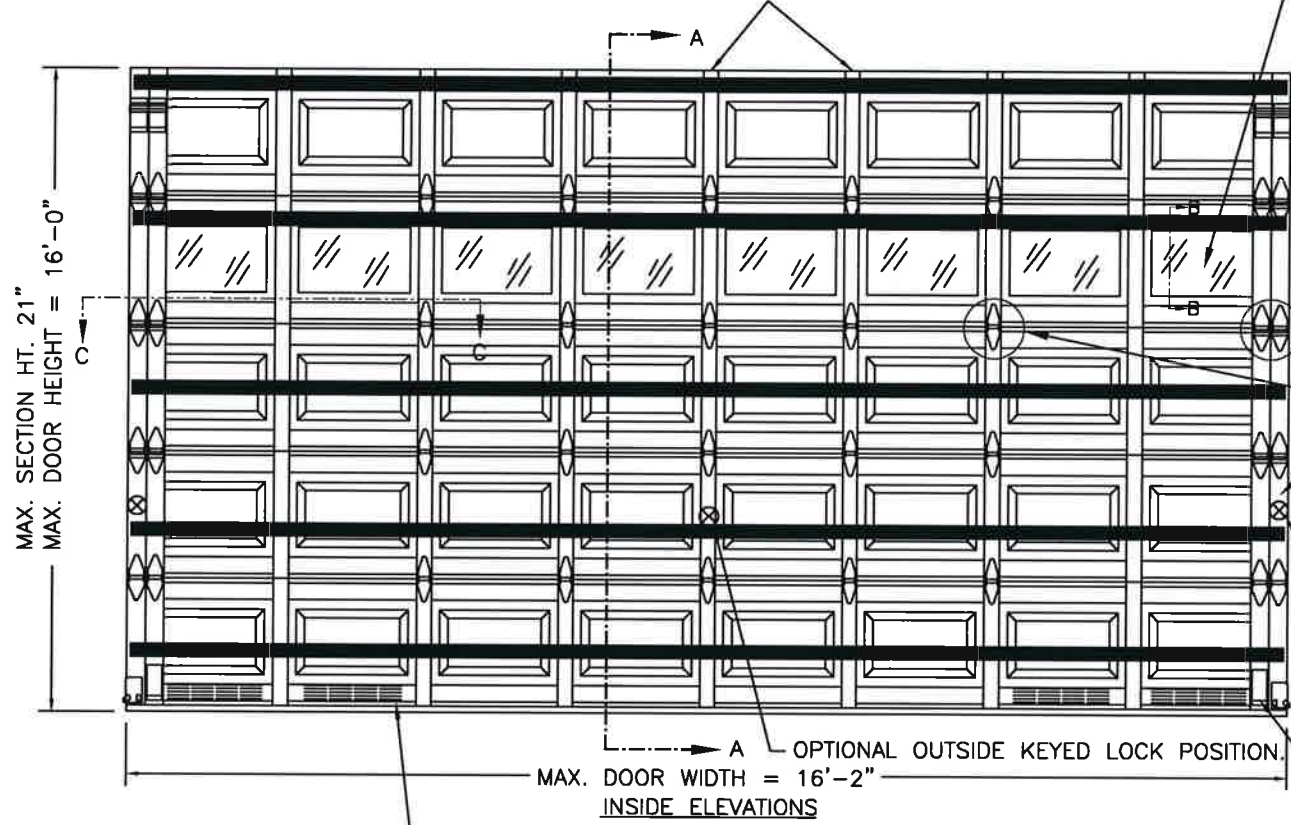 A
MAX. SECTION HT. 21"
MAX. DOOR HEIGHT = 16'-0"
B
C
C
B
A
OPTIONAL OUTSIDE KEYED LOCK POSITION.
MAX. DOOR WIDTH = 16'-2"
INSIDE ELEVATIONS